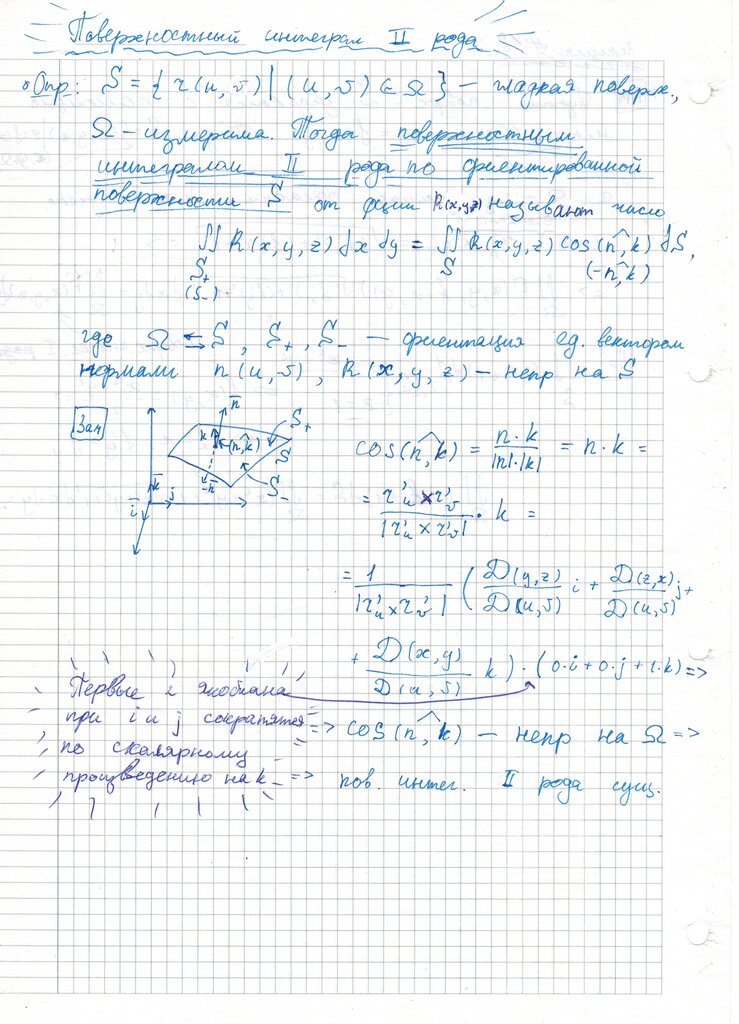 Поверхностный интеграл II рода
Опр: S = { r(u, v) | (u, v) ∈ Ω } – гладкая поверх.,
Ω – измерима. Тогда поверхностным
интегралом II рода по ориентированной
поверхности S от фции R(x,y,z) называют число
∬ R(x, y, z) dx dy = ∬ R(x, y, z) cos(n^k) dS,
S+ S (-n^k)
(S-)
где Ω ⇆ S, S+, S- – ориентация ед. вектором
нормали n(u, v), R(x, y, z) – непр на S
Зам
n
S+
k (n^k)
S
-n S-
k
i j
cos(n^k) = n·k / |n|·|k| = n·k =
= r'u × r'v / |r'u × r'v| · k =
= 1 / |r'u × r'v| ( D(y,z) / D(u,v) i + D(z,x) / D(u,v) j +
+ D(x,y) / D(u,v) k ) · (0·i + 0·j + 1·k) =>
Первые 2 якобиана
при i и j сократятся
по скалярному
произведению на k
=> cos(n^k) – непр на Ω =>
=> пов. интег. II рода сущ.